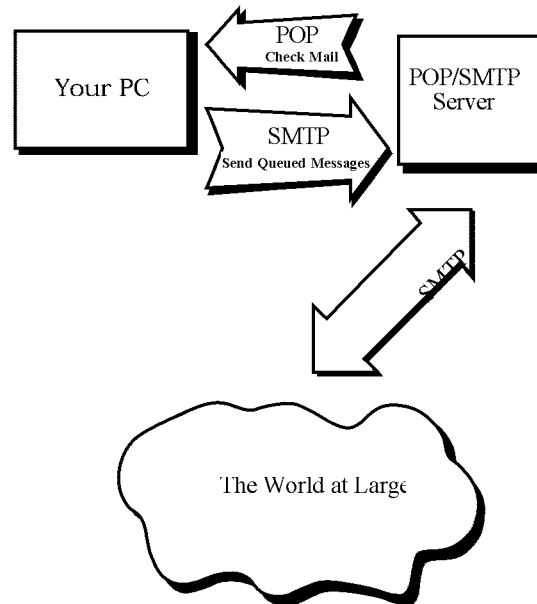 POP
Check Mail
Your PC
POP/SMTP
Server
SMTP
Send Queued Messages
SMTP
The World at Large